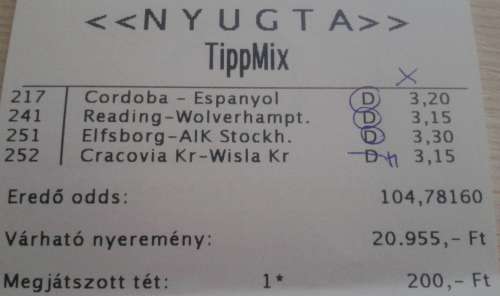 <<NYUGTA>>
TippMix
X
217 Cordoba – Espanyol D 3,20
241 Reading-Wolverhampt. D 3,15
251 Elfsborg-AIK Stockh. D 3,30
252 Cracovia Kr-Wisla Kr D h 3,15
Eredő odds: 104,78160
Várható nyeremény: 20.955,- Ft
Megjátszott tét: 1* 200,- Ft